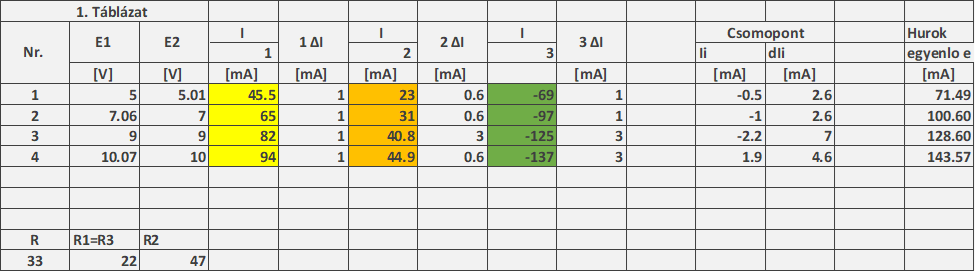 1. Táblázat
Nr. E1 E2 I 1 ΔI I 2 ΔI I 3 ΔI Csomopont Hurok
1 2 3 Ii dIi egyenlo e
[V] [V] [mA] [mA] [mA] [mA] [mA] [mA] [mA] [mA]
1 5 5.01 45.5 1 23 0.6 -69 1 -0.5 2.6 71.49
2 7.06 7 65 1 31 0.6 -97 1 -1 2.6 100.60
3 9 9 82 1 40.8 3 -125 3 -2.2 7 128.60
4 10.07 10 94 1 44.9 0.6 -137 3 1.9 4.6 143.57
R R1=R3 R2
33 22 47